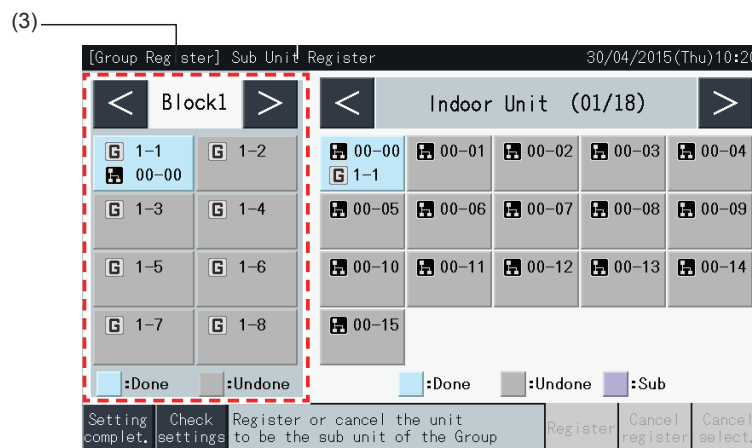 (3)
[Group Register] Sub Unit Register 30/04/2015(Thu)10:20
< Block1 > < Indoor Unit (01/18) >
G 1-1 G 1-2 00-00 00-01 00-02 00-03 00-04
00-00 G 1-1
G 1-3 G 1-4 00-05 00-06 00-07 00-08 00-09
G 1-5 G 1-6 00-10 00-11 00-12 00-13 00-14
G 1-7 G 1-8 00-15
:Done :Undone :Done :Undone :Sub
Setting complet. Check settings Register or cancel the unit
to be the sub unit of the Group
Register Cancel register Cancel select.